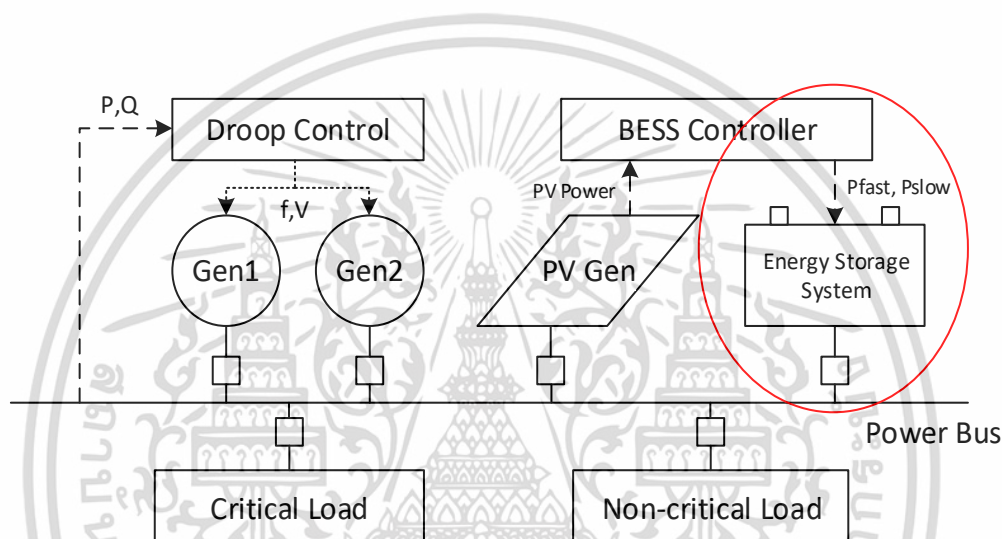 P,Q
Droop Control
BESS Controller
PV Power
Pfast, Pslow
f,V
Gen1
Gen2
PV Gen
Energy Storage
System
Power Bus
Critical Load
Non-critical Load